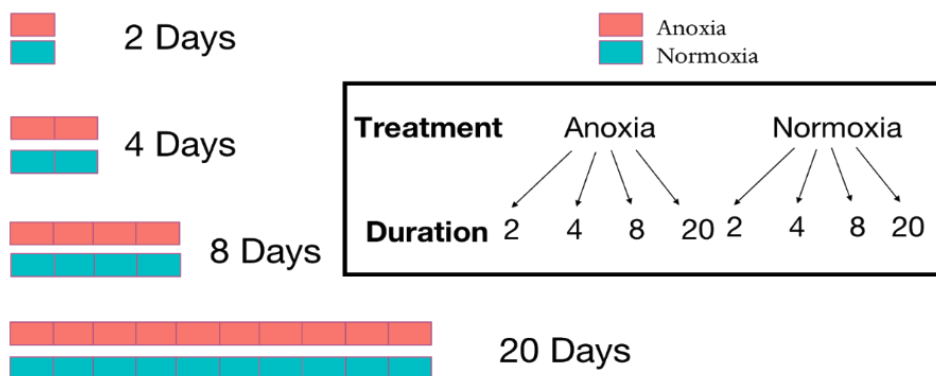 2 Days
Anoxia
Normoxia
4 Days
Treatment Anoxia Normoxia
8 Days
Duration 2 4 8 20 2 4 8 20
20 Days